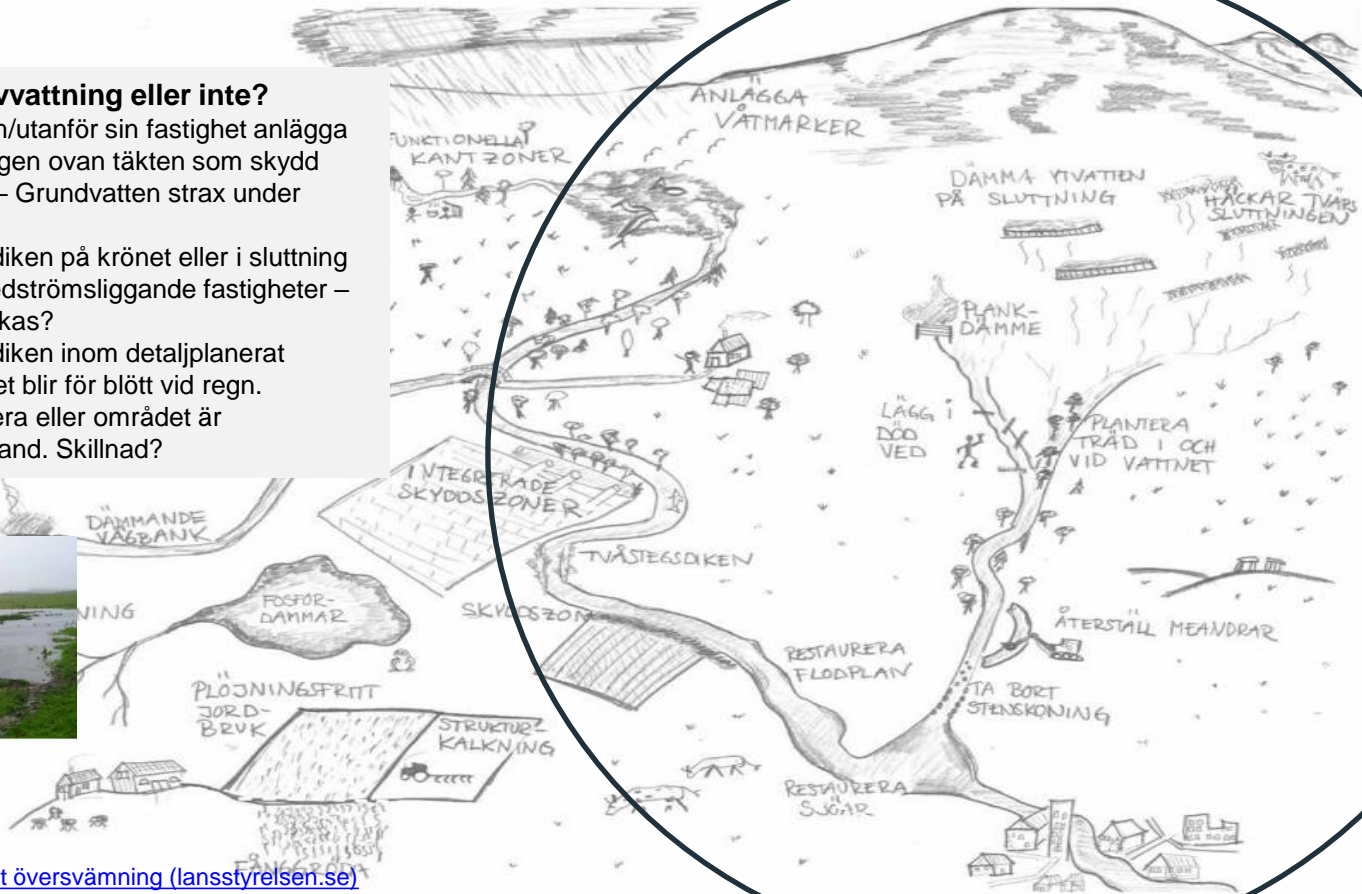 vvattning eller inte?
n/utanför sin fastighet anlägga
gen ovan täkten som skydd
– Grundvatten strax under
diken på krönet eller i sluttning
edströmsliggande fastigheter –
kas?
diken inom detaljplanerat
et blir för blött vid regn.
era eller området är
and. Skillnad?
FUNKTIONELLA
KANTZONER
ANLÄGGA
VÅTMARKER
DÄMMA YTVATTEN
PÅ SLUTTNING
HÄCKAR TVÄRS
SLUTTNINGEN
PLANK-
DÄMME
LÄGG I
DÖD
VED
PLANTERA
TRÄD I OCH
VID VATTNET
INTEGRERADE
SKYDDSZONER
DÄMMANDE
VÄGBANK
TVÅSTEGSDIKEN
NING
FOSFOR-
DAMMAR
SKYDDSZON
ÅTERSTÄLL MEANDRAR
RESTAURERA
FLODPLAN
TA BORT
STENSKONING
PLÖJNINGSFRITT
JORD-
BRUK
STRUKTUR-
KALKNING
RESTAURERA
SJÖAR
FÅNGGRÖDA
t översvämning (lansstyrelsen.se)